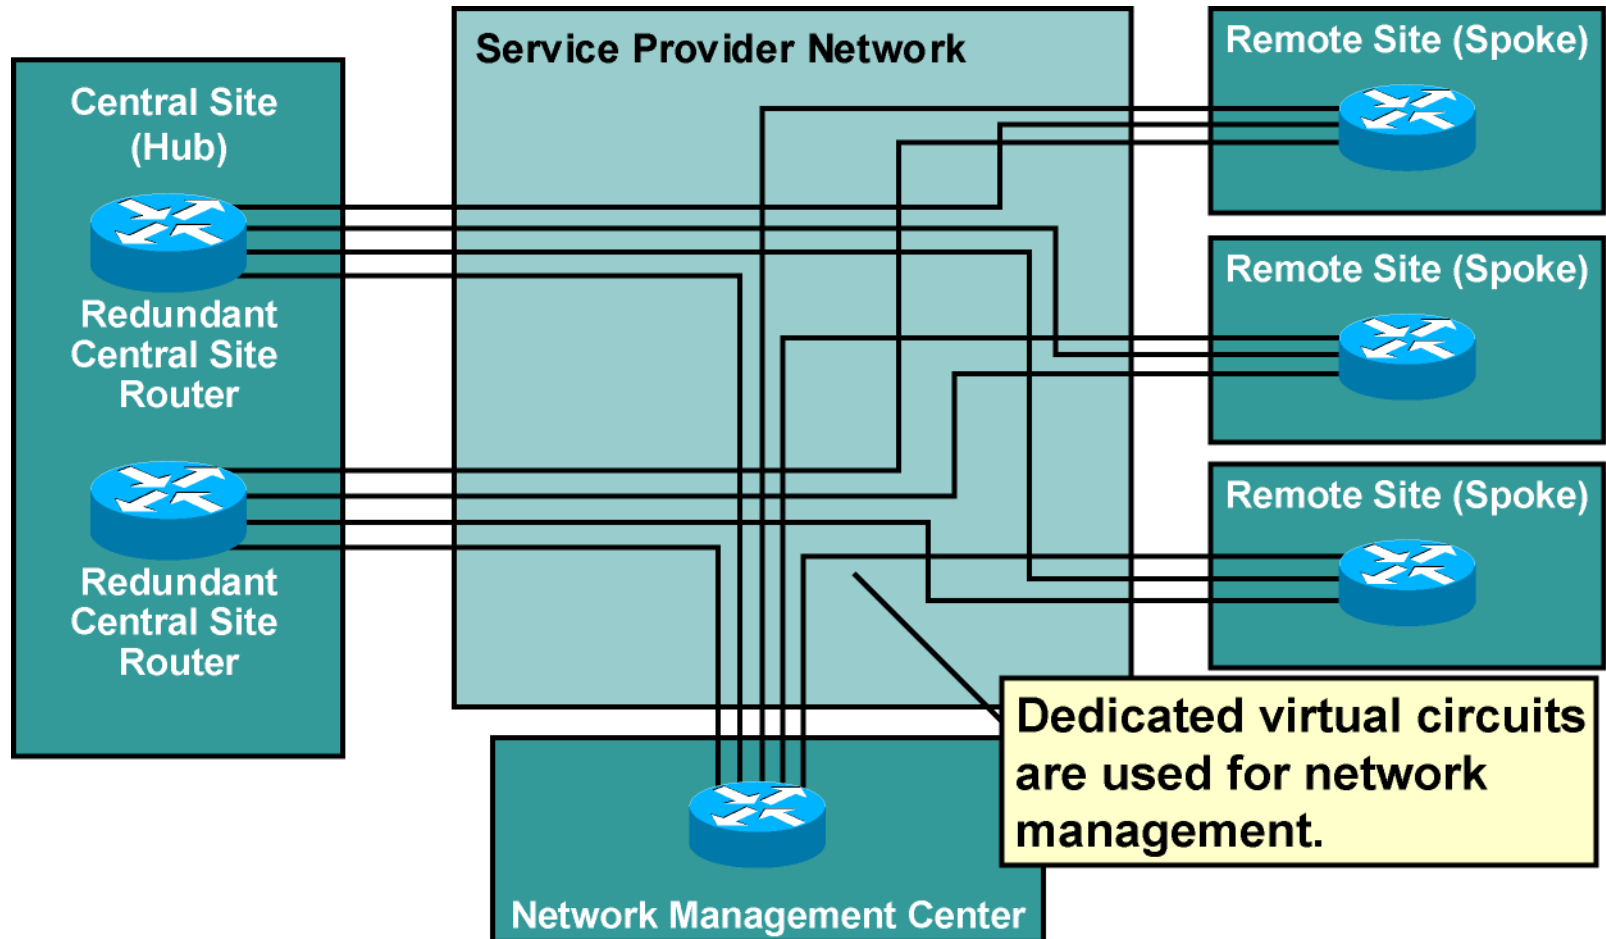 Service Provider Network
Central Site
(Hub)
Redundant
Central Site
Router
Redundant
Central Site
Router
Remote Site (Spoke)
Remote Site (Spoke)
Remote Site (Spoke)
Dedicated virtual circuits
are used for network
management.
Network Management Center